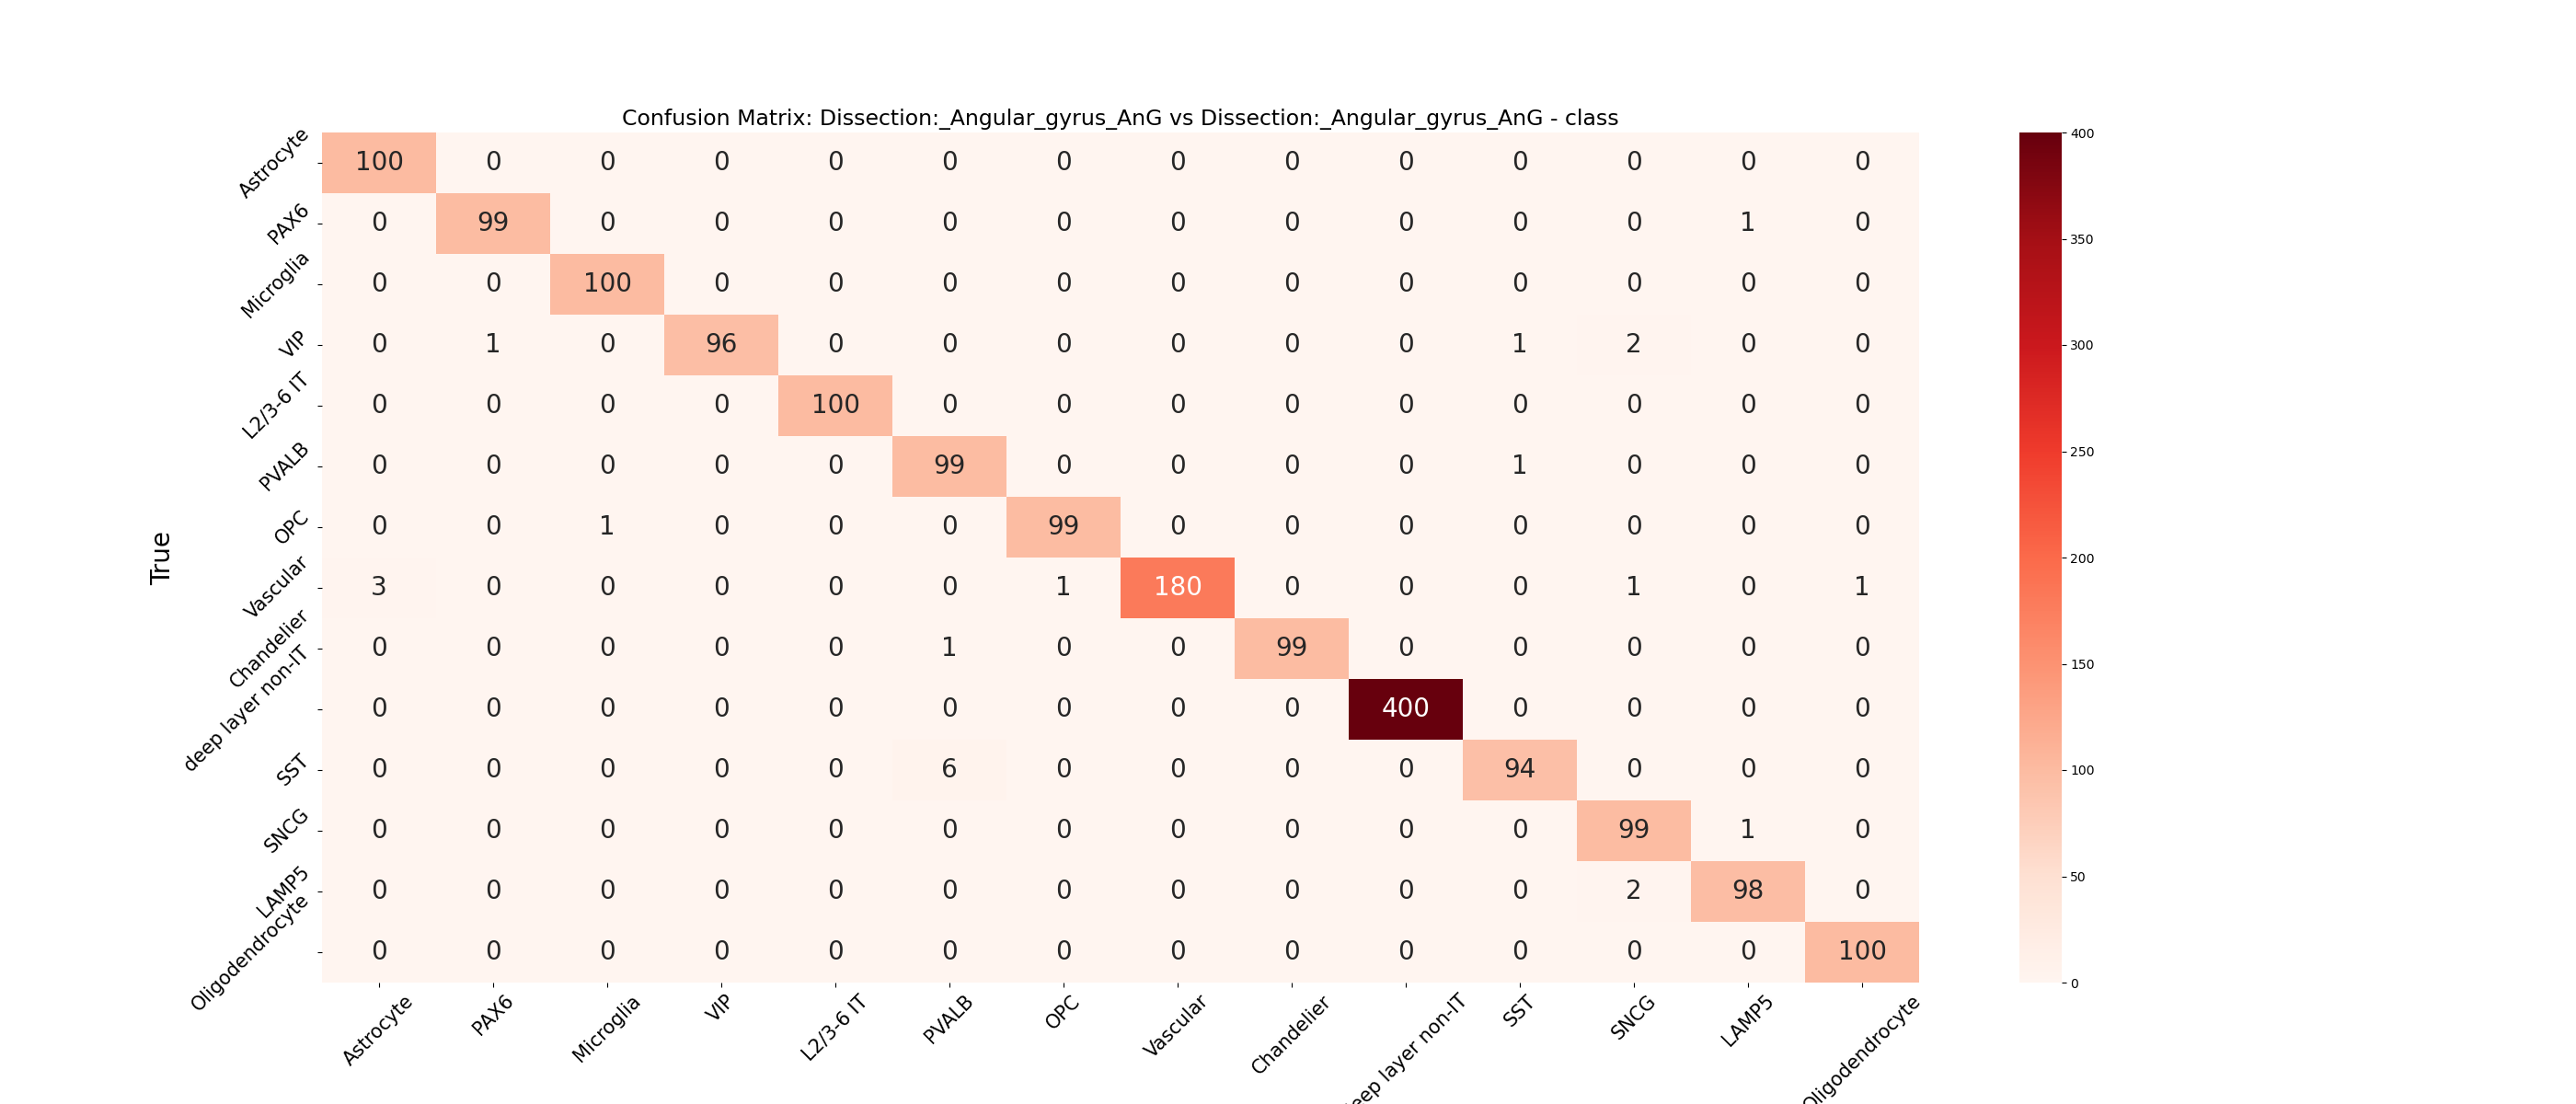 Confusion Matrix: Dissection:_Angular_gyrus_AnG vs Dissection:_Angular_gyrus_AnG - class
True
Astrocyte 100 0 0 0 0 0 0 0 0 0 0 0 0 0
PAX6 0 99 0 0 0 0 0 0 0 0 0 0 1 0
Microglia 0 0 100 0 0 0 0 0 0 0 0 0 0 0
VIP 0 1 0 96 0 0 0 0 0 0 1 2 0 0
L2/3-6 IT 0 0 0 0 100 0 0 0 0 0 0 0 0 0
PVALB 0 0 0 0 0 99 0 0 0 0 1 0 0 0
OPC 0 0 1 0 0 0 99 0 0 0 0 0 0 0
Vascular 3 0 0 0 0 0 1 180 0 0 0 1 0 1
Chandelier 0 0 0 0 0 1 0 0 99 0 0 0 0 0
deep layer non-IT 0 0 0 0 0 0 0 0 0 400 0 0 0 0
SST 0 0 0 0 0 6 0 0 0 0 94 0 0 0
SNCG 0 0 0 0 0 0 0 0 0 0 0 99 1 0
LAMP5 0 0 0 0 0 0 0 0 0 0 0 2 98 0
Oligodendrocyte 0 0 0 0 0 0 0 0 0 0 0 0 0 100
Astrocyte PAX6 Microglia VIP L2/3-6 IT PVALB OPC Vascular Chandelier eep layer non-IT SST SNCG LAMP5 Oligodendrocyte
400
350
300
250
200
150
100
50
0